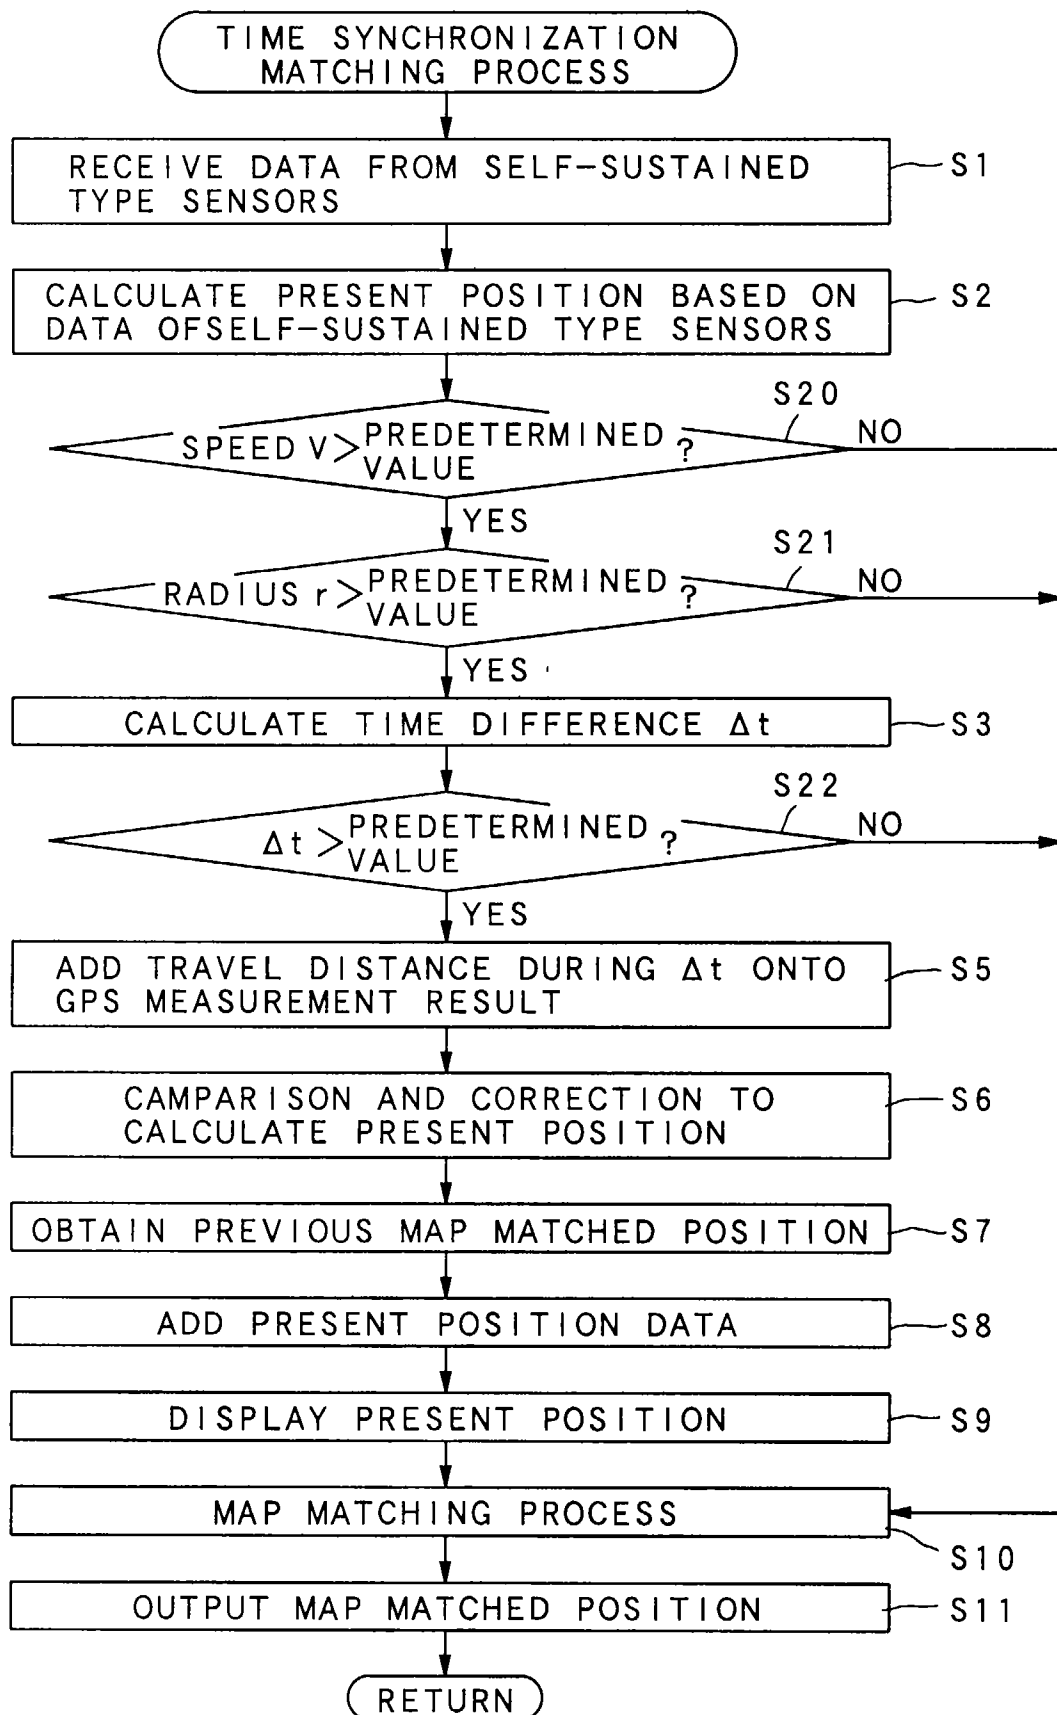 TIME SYNCHRONIZATION
MATCHING PROCESS
RECEIVE DATA FROM SELF-SUSTAINED
TYPE SENSORS
S1
CALCULATE PRESENT POSITION BASED ON
DATA OFSELF-SUSTAINED TYPE SENSORS
S2
S20
SPEED V > PREDETERMINED
VALUE ?
NO
YES
S21
RADIUS r > PREDETERMINED
VALUE ?
NO
YES
CALCULATE TIME DIFFERENCE Δt
S3
S22
Δt > PREDETERMINED
VALUE ?
NO
YES
ADD TRAVEL DISTANCE DURING Δt ONTO
GPS MEASUREMENT RESULT
S5
CAMPARISON AND CORRECTION TO
CALCULATE PRESENT POSITION
S6
OBTAIN PREVIOUS MAP MATCHED POSITION
S7
ADD PRESENT POSITION DATA
S8
DISPLAY PRESENT POSITION
S9
MAP MATCHING PROCESS
S10
OUTPUT MAP MATCHED POSITION
S11
RETURN